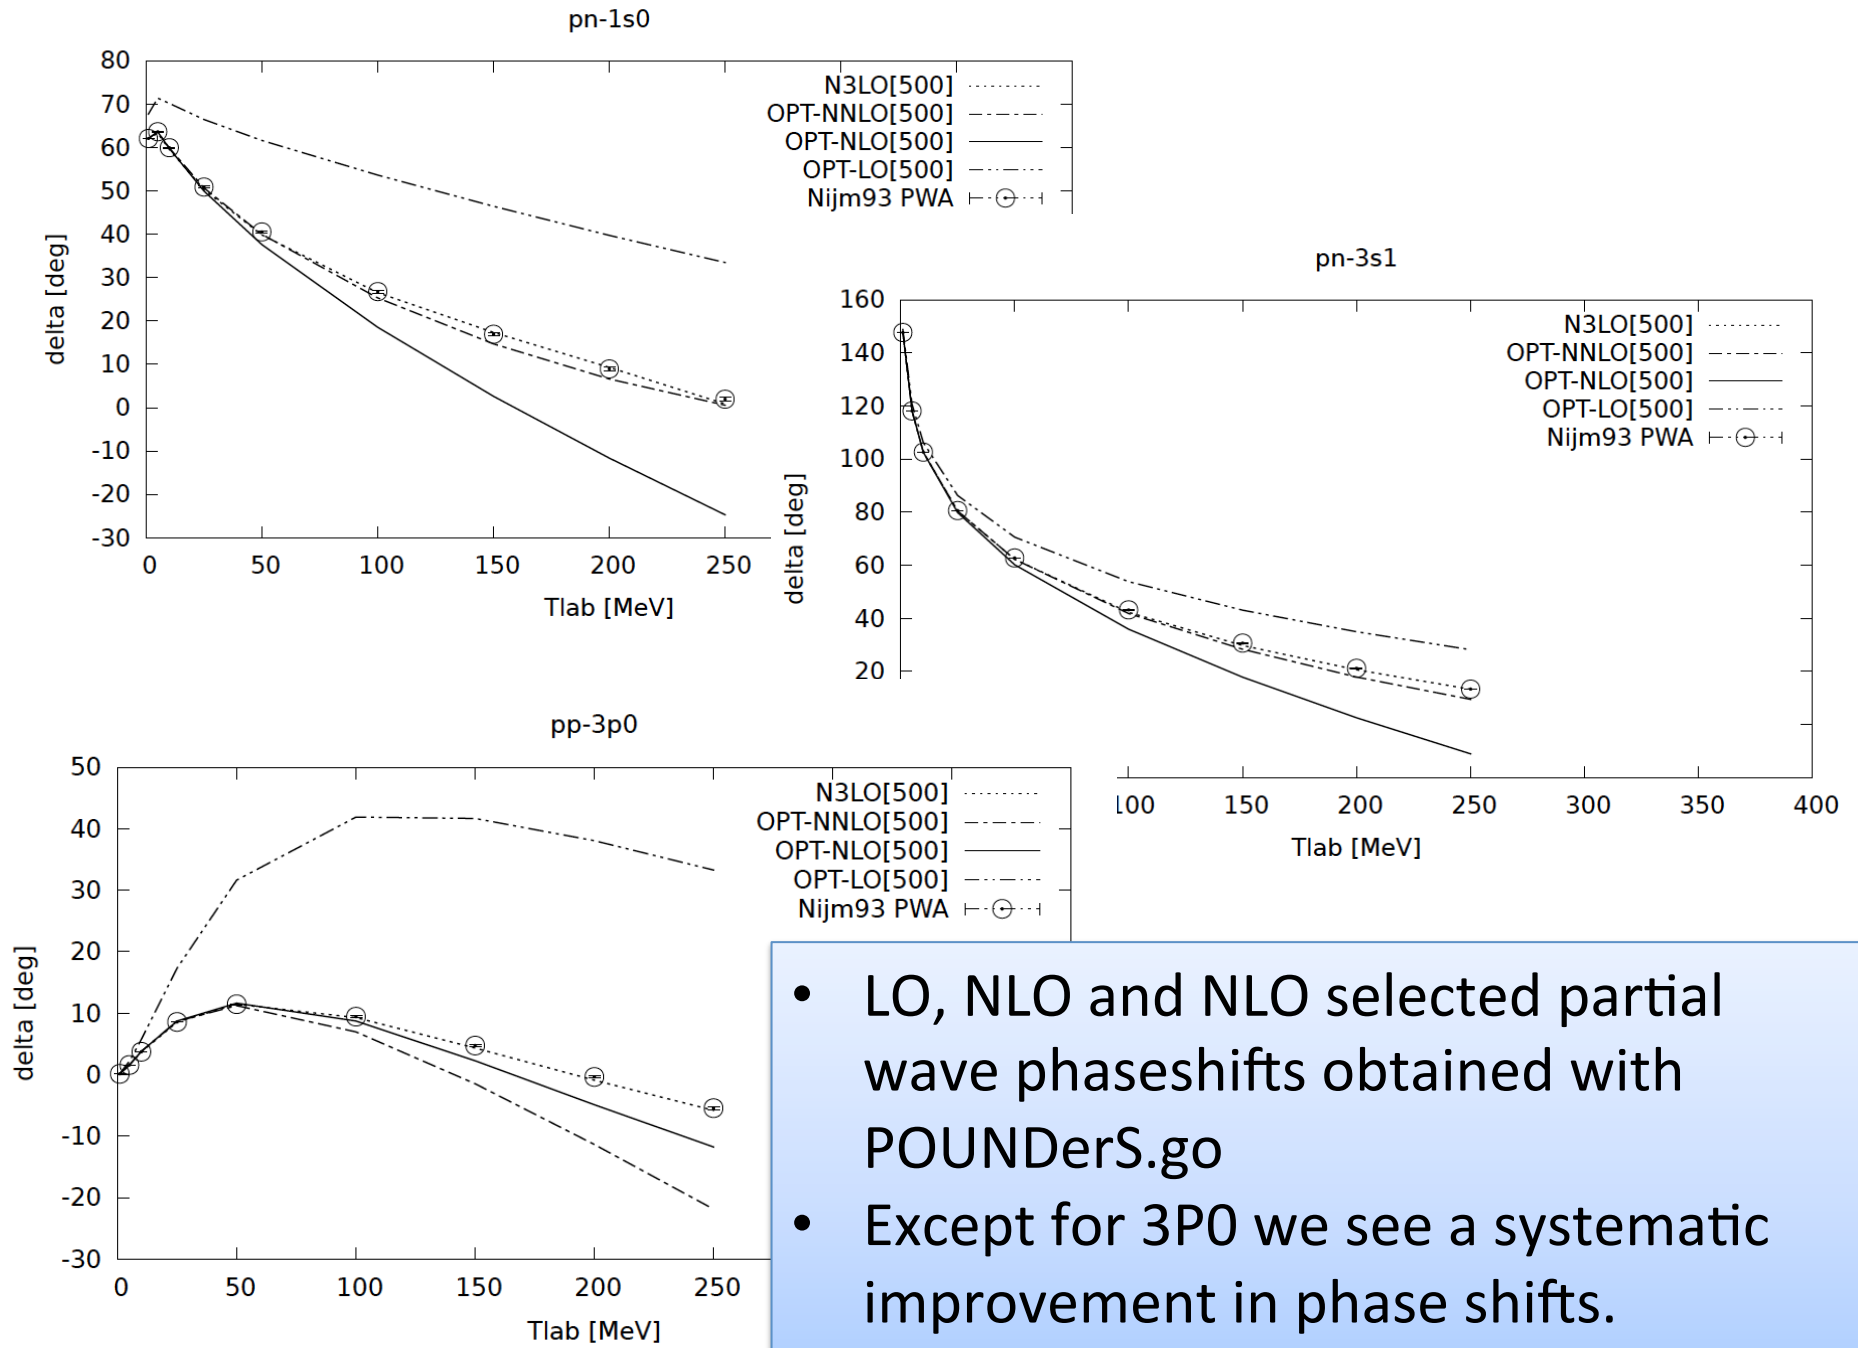 pn-1s0
80
70
60
50
40
30
20
10
0
-10
-20
-30
delta [deg]
N3LO[500]
OPT-NNLO[500]
OPT-NLO[500]
OPT-LO[500]
Nijm93 PWA
0 50 100 150 200 250
Tlab [MeV]
pn-3s1
160
140
120
100
80
60
40
20
delta [deg]
N3LO[500]
OPT-NNLO[500]
OPT-NLO[500]
OPT-LO[500]
Nijm93 PWA
100 150 200 250 300 350 400
Tlab [MeV]
pp-3p0
50
40
30
20
10
0
-10
-20
-30
delta [deg]
N3LO[500]
OPT-NNLO[500]
OPT-NLO[500]
OPT-LO[500]
Nijm93 PWA
0 50 100 150 200 250
Tlab [MeV]
• LO, NLO and NLO selected partial
wave phaseshifts obtained with
POUNDerS.go
• Except for 3P0 we see a systematic
improvement in phase shifts.